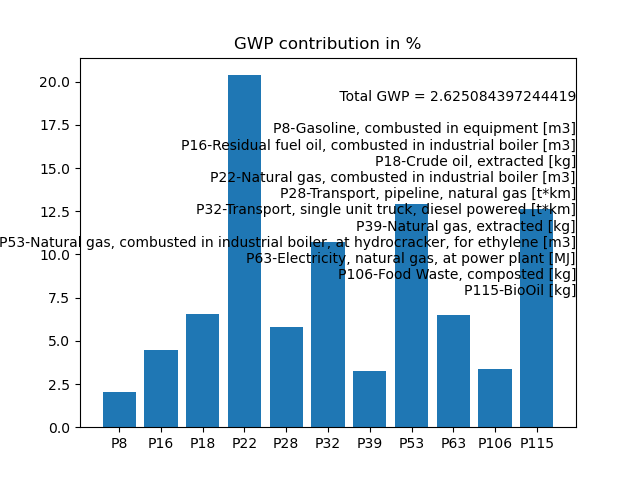 GWP contribution in %
20.0
17.5
15.0
12.5
10.0
7.5
5.0
2.5
0.0
Total GWP = 2.625084397244419
P8-Gasoline, combusted in equipment [m3]
P16-Residual fuel oil, combusted in industrial boiler [m3]
P18-Crude oil, extracted [kg]
P22-Natural gas, combusted in industrial boiler [m3]
P28-Transport, pipeline, natural gas [t*km]
P32-Transport, single unit truck, diesel powered [t*km]
P39-Natural gas, extracted [kg]
P53-Natural gas, combusted in industrial boiler, at hydrocracker, for ethylene [m3]
P63-Electricity, natural gas, at power plant [MJ]
P106-Food Waste, composted [kg]
P115-BioOil [kg]
P8 P16 P18 P22 P28 P32 P39 P53 P63 P106 P115